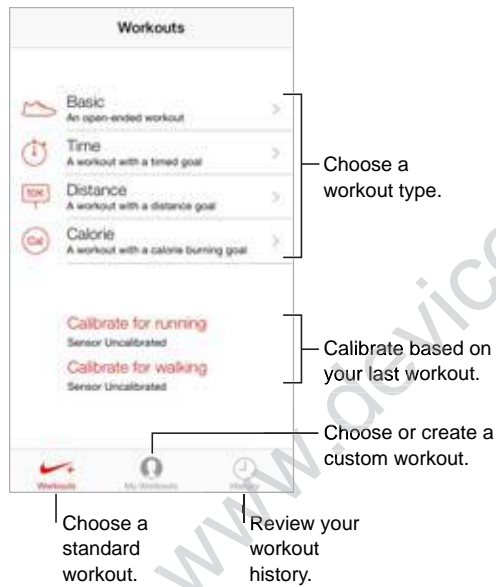 Workouts
Basic
An open-ended workout
Time
A workout with a timed goal
10K
Distance
A workout with a distance goal
Cal
Calorie
A workout with a calorie burning goal
Choose a
workout type.
Calibrate for running
Sensor Uncalibrated
Calibrate for walking
Sensor Uncalibrated
Calibrate based on
your last workout.
Choose or create a
custom workout.
Workouts
My Workouts
History
Choose a
standard
workout.
Review your
workout
history.
www.device